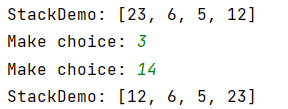 StackDemo: [23, 6, 5, 12]
Make choice: 3
Make choice: 14
StackDemo: [12, 6, 5, 23]